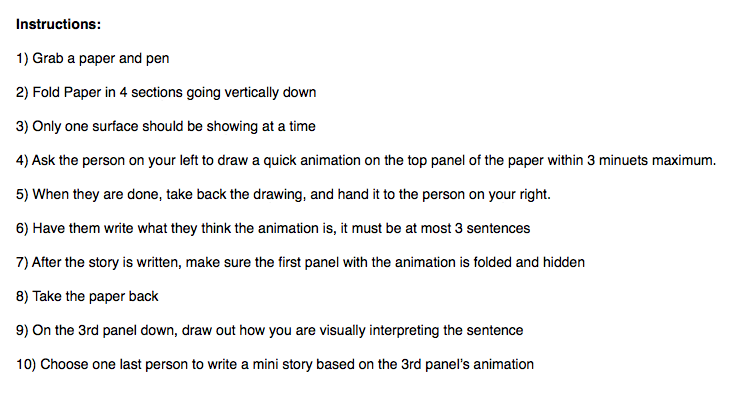 Instructions:
1) Grab a paper and pen
2) Fold Paper in 4 sections going vertically down
3) Only one surface should be showing at a time
4) Ask the person on your left to draw a quick animation on the top panel of the paper within 3 minuets maximum.
5) When they are done, take back the drawing, and hand it to the person on your right.
6) Have them write what they think the animation is, it must be at most 3 sentences
7) After the story is written, make sure the first panel with the animation is folded and hidden
8) Take the paper back
9) On the 3rd panel down, draw out how you are visually interpreting the sentence
10) Choose one last person to write a mini story based on the 3rd panel's animation